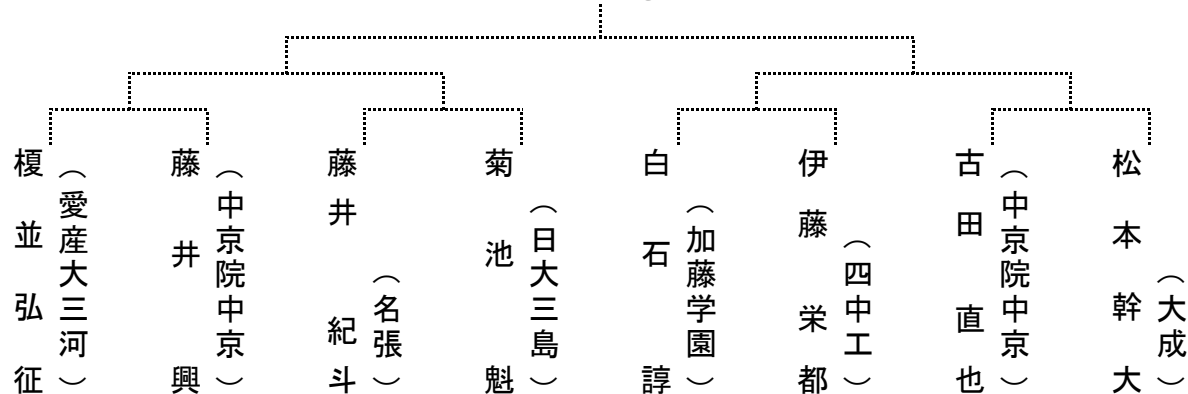 榎並弘征
（愛産大三河）
藤井興
（中京院中京）
藤井紀斗
（名張）
菊池魁
（日大三島）
白石諄
（加藤学園）
伊藤栄都
（四中工）
古田直也
（中京院中京）
松本幹大
（大成）